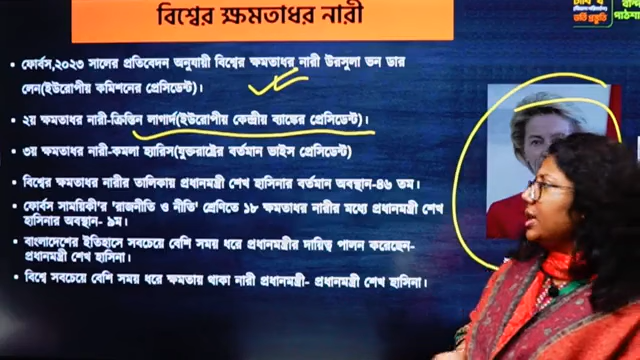 বিশ্বের ক্ষমতাধর নারী
ভর্তি প্রস্তুতি
পাঠশা
• ফোর্বস,২০২৩ সালের প্রতিবেদন অনুযায়ী বিশ্বের ক্ষমতাধর নারী উরসুলা ভন ডার
লেন(ইউরোপীয় কমিশনের প্রেসিডেন্ট)।
• ২য় ক্ষমতাধর নারী-ক্রিস্তিন লাগার্দ(ইউরোপীয় কেন্দ্রীয় ব্যাংকের প্রেসিডেন্ট)।
• ৩য় ক্ষমতাধর নারী-কমলা হ্যারিস(যুক্তরাষ্ট্রের বর্তমান ভাইস প্রেসিডেন্ট)
• বিশ্বের ক্ষমতাধর নারীর তালিকায় প্রধানমন্ত্রী শেখ হাসিনার বর্তমান অবস্থান-৪৬ তম।
• ফোর্বস সাময়িকী'র 'রাজনীতি ও নীতি' শ্রেণিতে ১৮ ক্ষমতাধর নারীর মধ্যে প্রধানমন্ত্রী শেখ
হাসিনার অবস্থান- ৯ম।
• বাংলাদেশের ইতিহাসে সবচেয়ে বেশি সময় ধরে প্রধানমন্ত্রীর দায়িত্ব পালন করেছেন-
প্রধানমন্ত্রী শেখ হাসিনা।
• বিশ্বে সবচেয়ে বেশি সময় ধরে ক্ষমতায় থাকা নারী প্রধানমন্ত্রী- প্রধানমন্ত্রী শেখ হাসিনা।